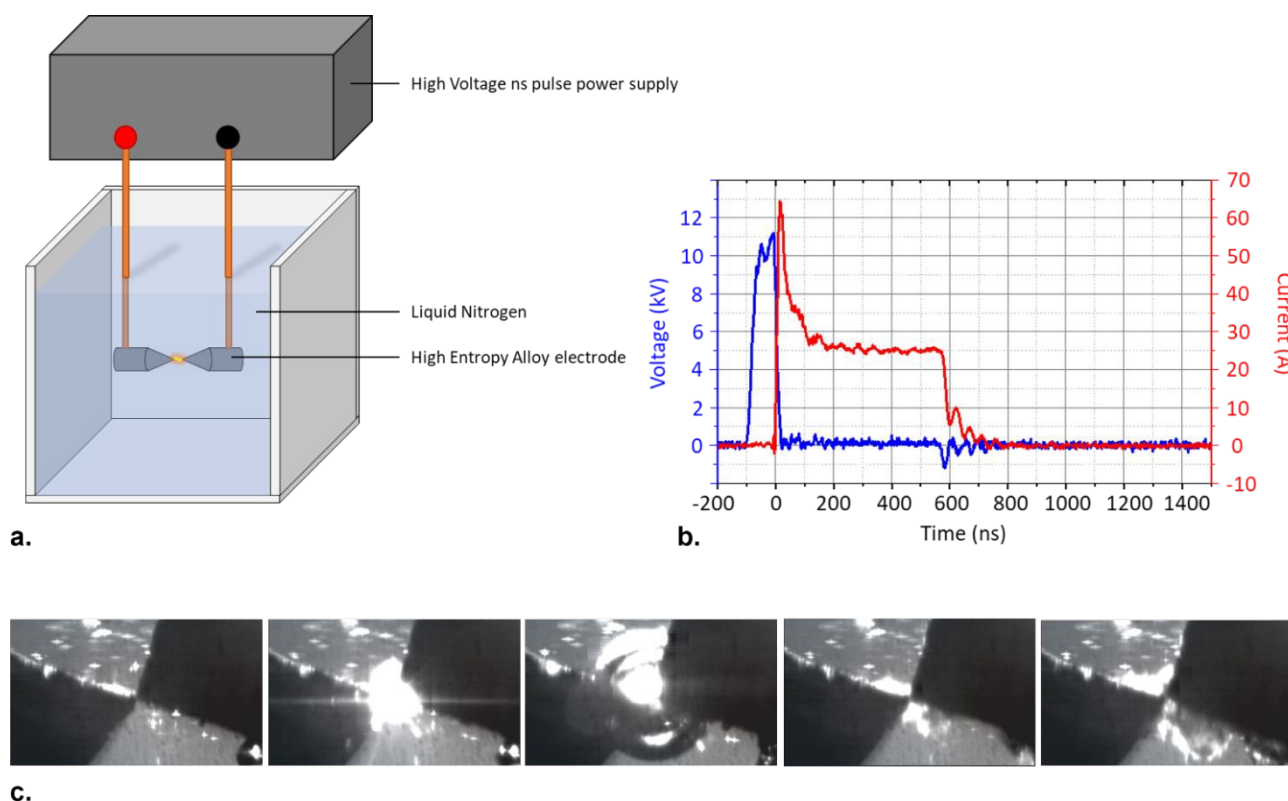 High Voltage ns pulse power supply
Liquid Nitrogen
High Entropy Alloy electrode
a.
Voltage (kV)
12
10
8
6
4
2
0
70
60
50
40
30
20
10
0
-10
Current (A)
-200 0 200 400 600 800 1000 1200 1400
Time (ns)
b.
c.